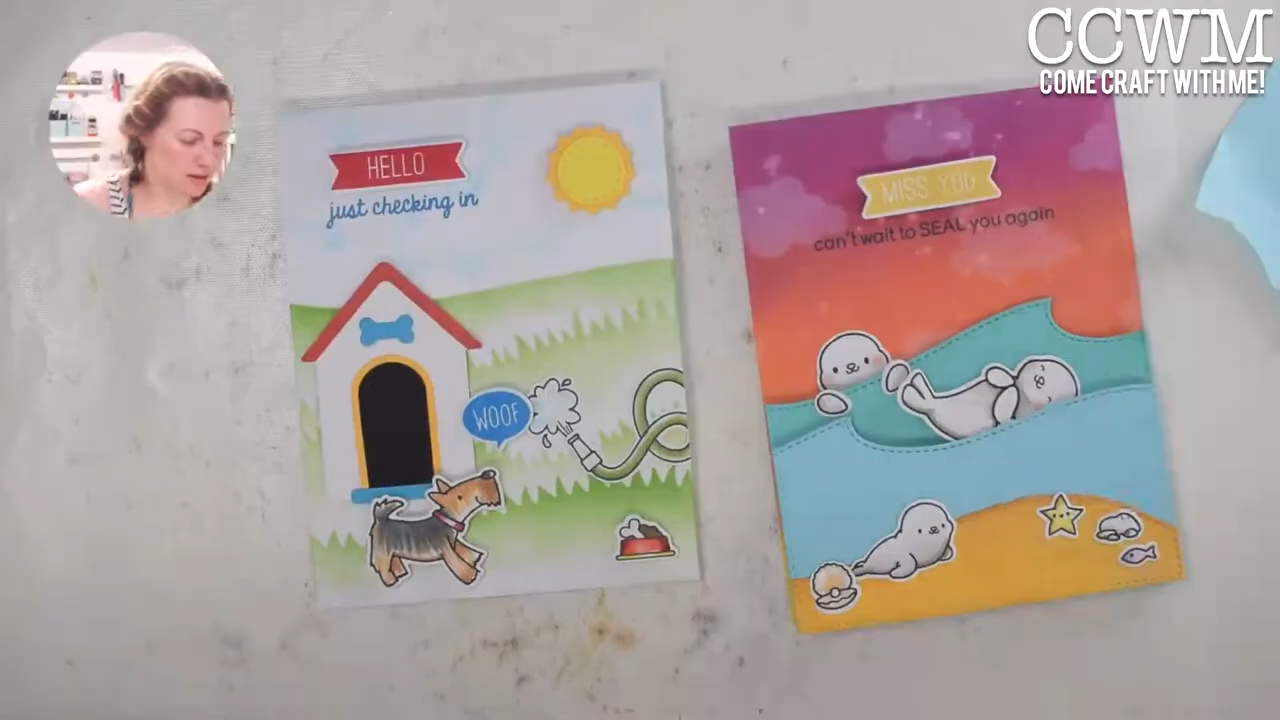 CCWM
COME CRAFT WITH ME!
HELLO
just checking in
WOOF
MISS YOU
can't wait to SEAL you again